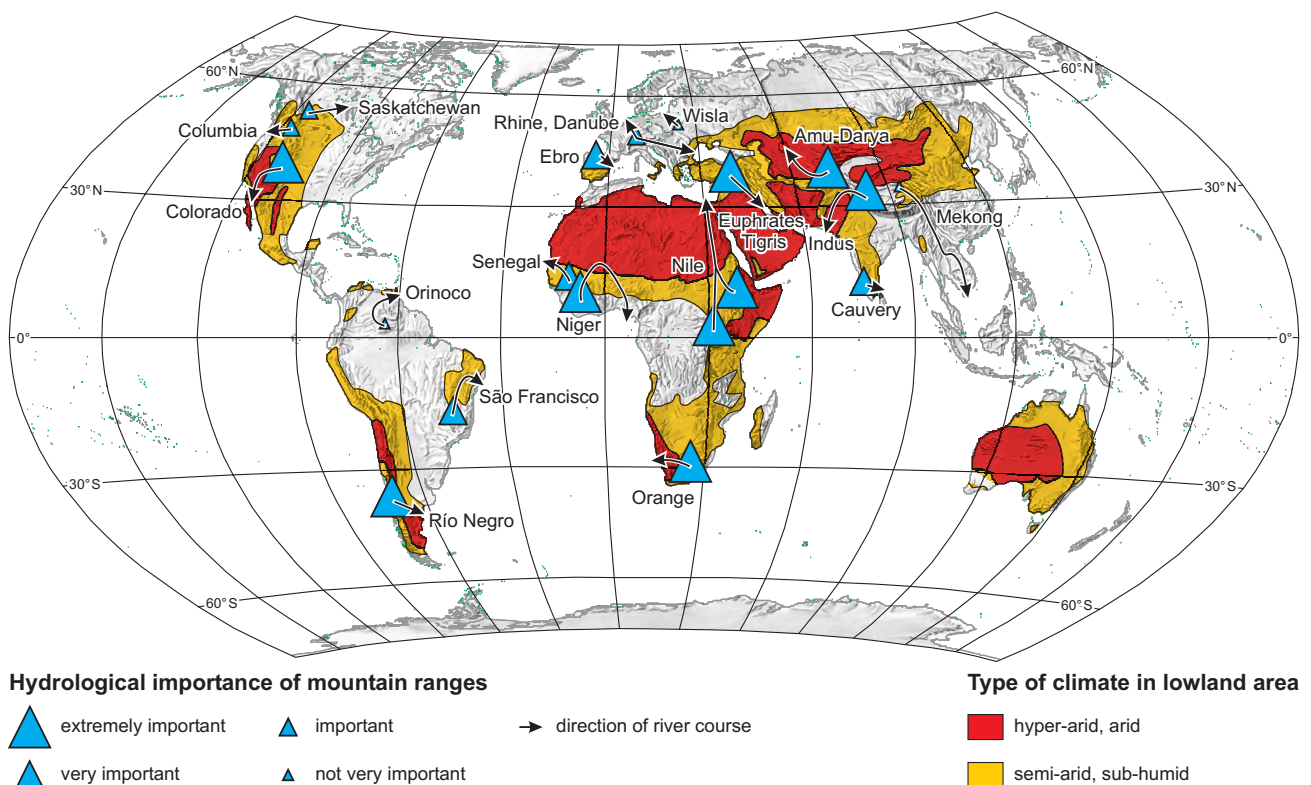 60°N
60°N
Saskatchewan
Columbia
Rhine, Danube
Wisla
Amu-Darya
Ebro
30°N
30°N
Colorado
Euphrates,
Tigris
Indus
Mekong
Senegal
Nile
Orinoco
Niger
Cauvery
0°
0°
São Francisco
30°S
30°S
Orange
Río Negro
60°S
60°S
Hydrological importance of mountain ranges
extremely important
important
direction of river course
very important
not very important
Type of climate in lowland area
hyper-arid, arid
semi-arid, sub-humid